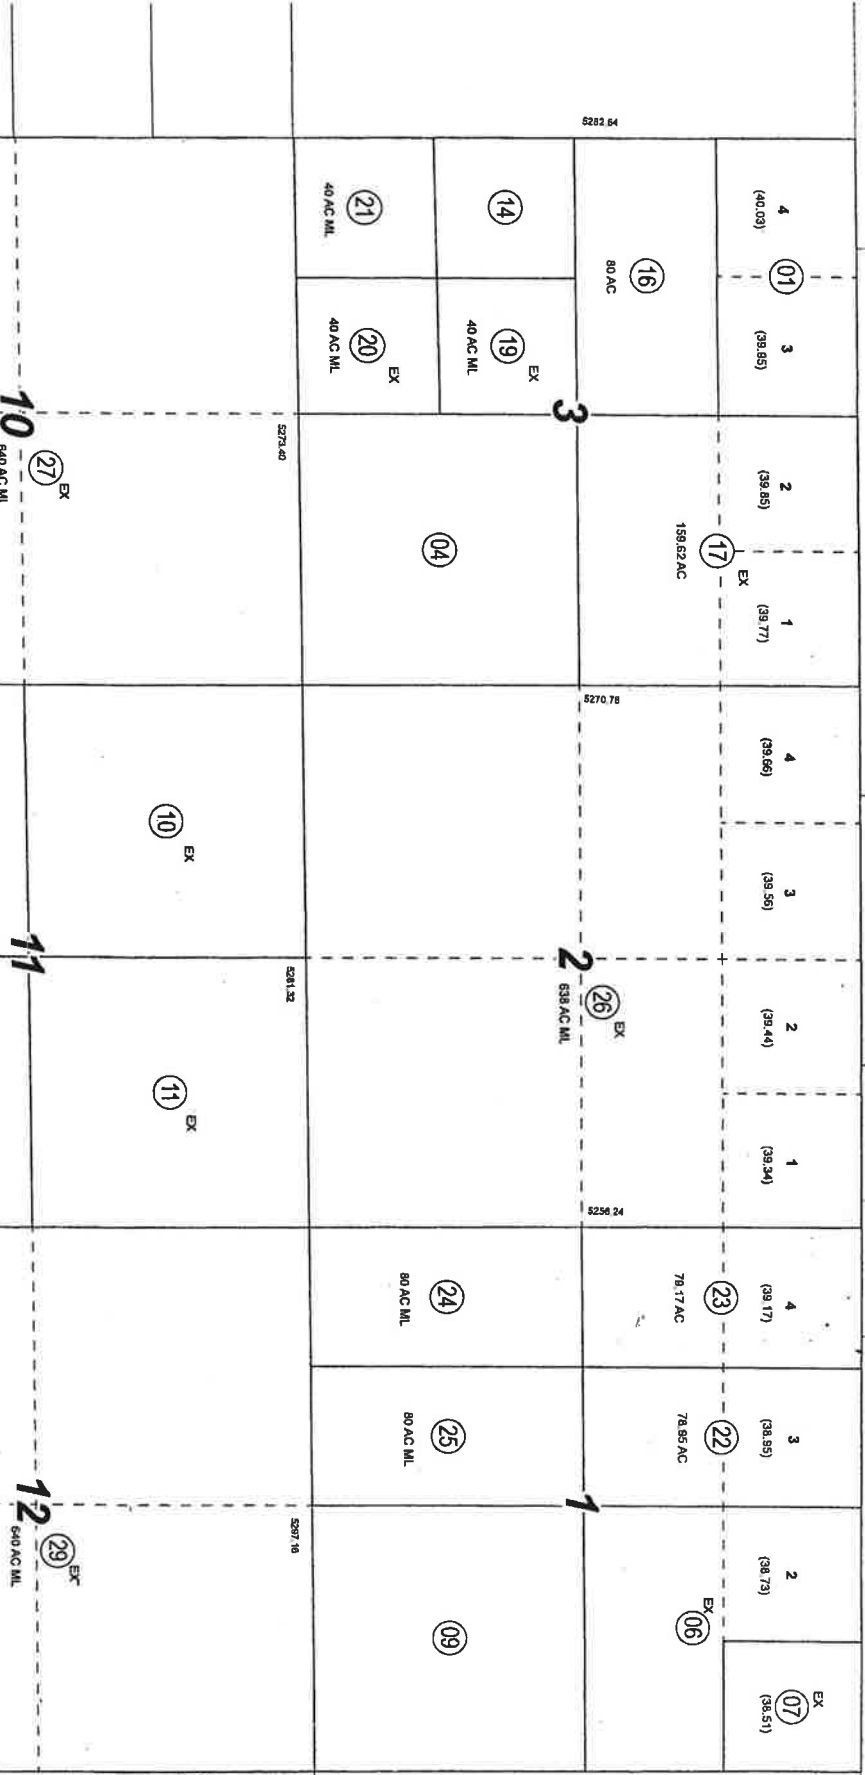 5282.64
4
(40.03)
01
3
(39.85)
16
80 AC
14
21
40 AC ML
EX
19
40 AC ML
EX
20
40 AC ML
3
2
(39.85)
EX
17
159.62 AC
1
(39.77)
04
5273.40
10
EX
27
640 AC ML
5270.78
4
(39.66)
3
(39.56)
2
(39.44)
1
(39.34)
2
EX
26
638 AC ML
EX
10
11
5281.32
EX
11
5256.24
4
(39.17)
23
79.17 AC
3
(38.95)
22
78.95 AC
24
80 AC ML
25
80 AC ML
1
2
(38.73)
EX
06
EX
07
(38.51)
09
5297.16
12
EX
29
640 AC ML